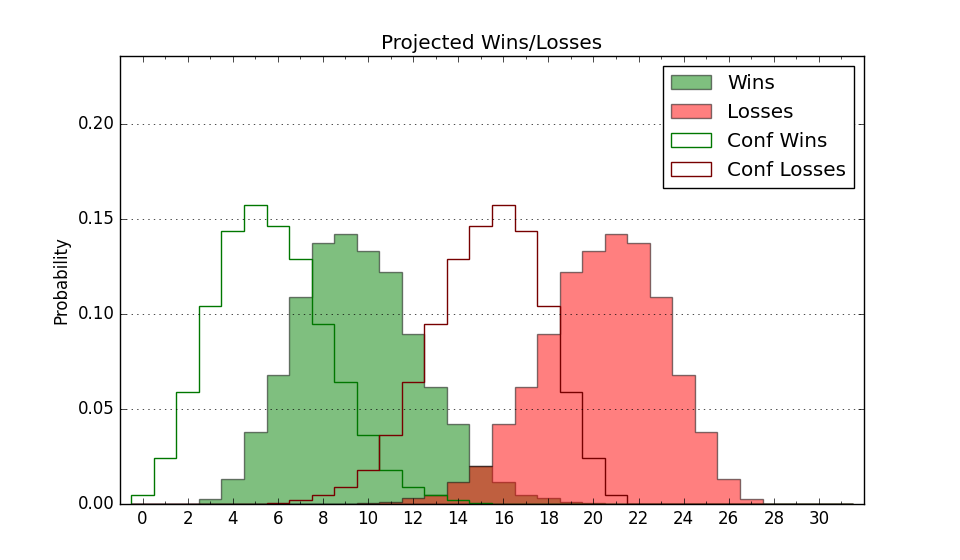 Projected Wins/Losses
Wins
Losses
Conf Wins
Conf Losses
Probability
0.20
0.15
0.10
0.05
0.00
0 2 4 6 8 10 12 14 16 18 20 22 24 26 28 30